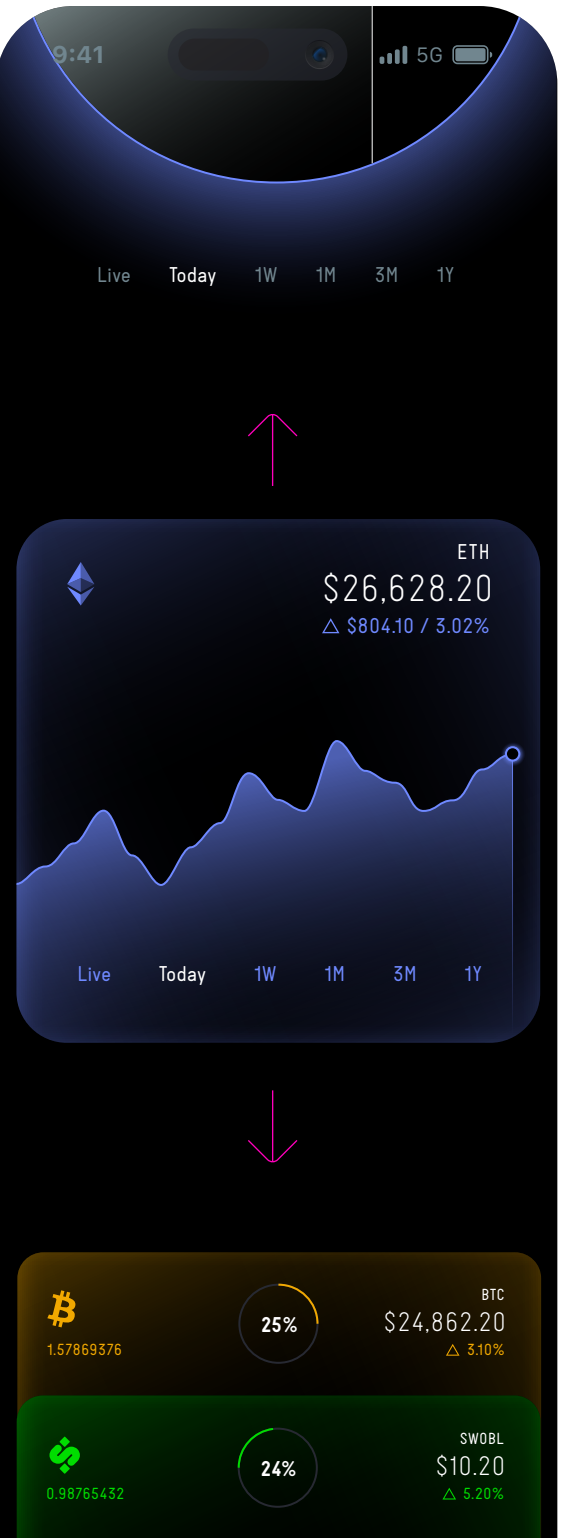 9:41 5G
Live Today 1W 1M 3M 1Y
ETH
$26,628.20
△ $804.10 / 3.02%
Live Today 1W 1M 3M 1Y
BTC
25% $24,862.20
1.57869376 △ 3.10%
SWOBL
24% $10.20
0.98765432 △ 5.20%